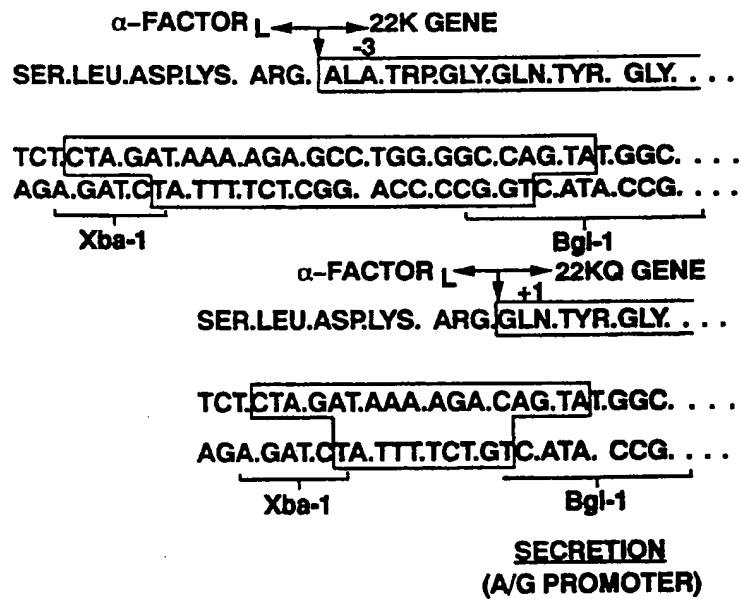 α-FACTOR L 22K GENE
-3
SER.LEU.ASP.LYS. ARG. ALA.TRP.GLY.GLN.TYR. GLY. . . .
TCT.CTA.GAT.AAA.AGA.GCC.TGG.GGC.CAG.TAT.GGC. . . .
AGA.GAT.CTA.TTT.TCT.CGG. ACC.CCG.GTC.ATA.CCG. . . .
Xba-1 Bgl-1
α-FACTOR L 22KQ GENE
+1
SER.LEU.ASP.LYS. ARG.GLN.TYR.GLY. . . .
TCT.CTA.GAT.AAA.AGA.CAG.TAT.GGC. . . .
AGA.GAT.CTA.TTT.TCT.GTC.ATA. CCG. . . .
Xba-1 Bgl-1
SECRETION
(A/G PROMOTER)